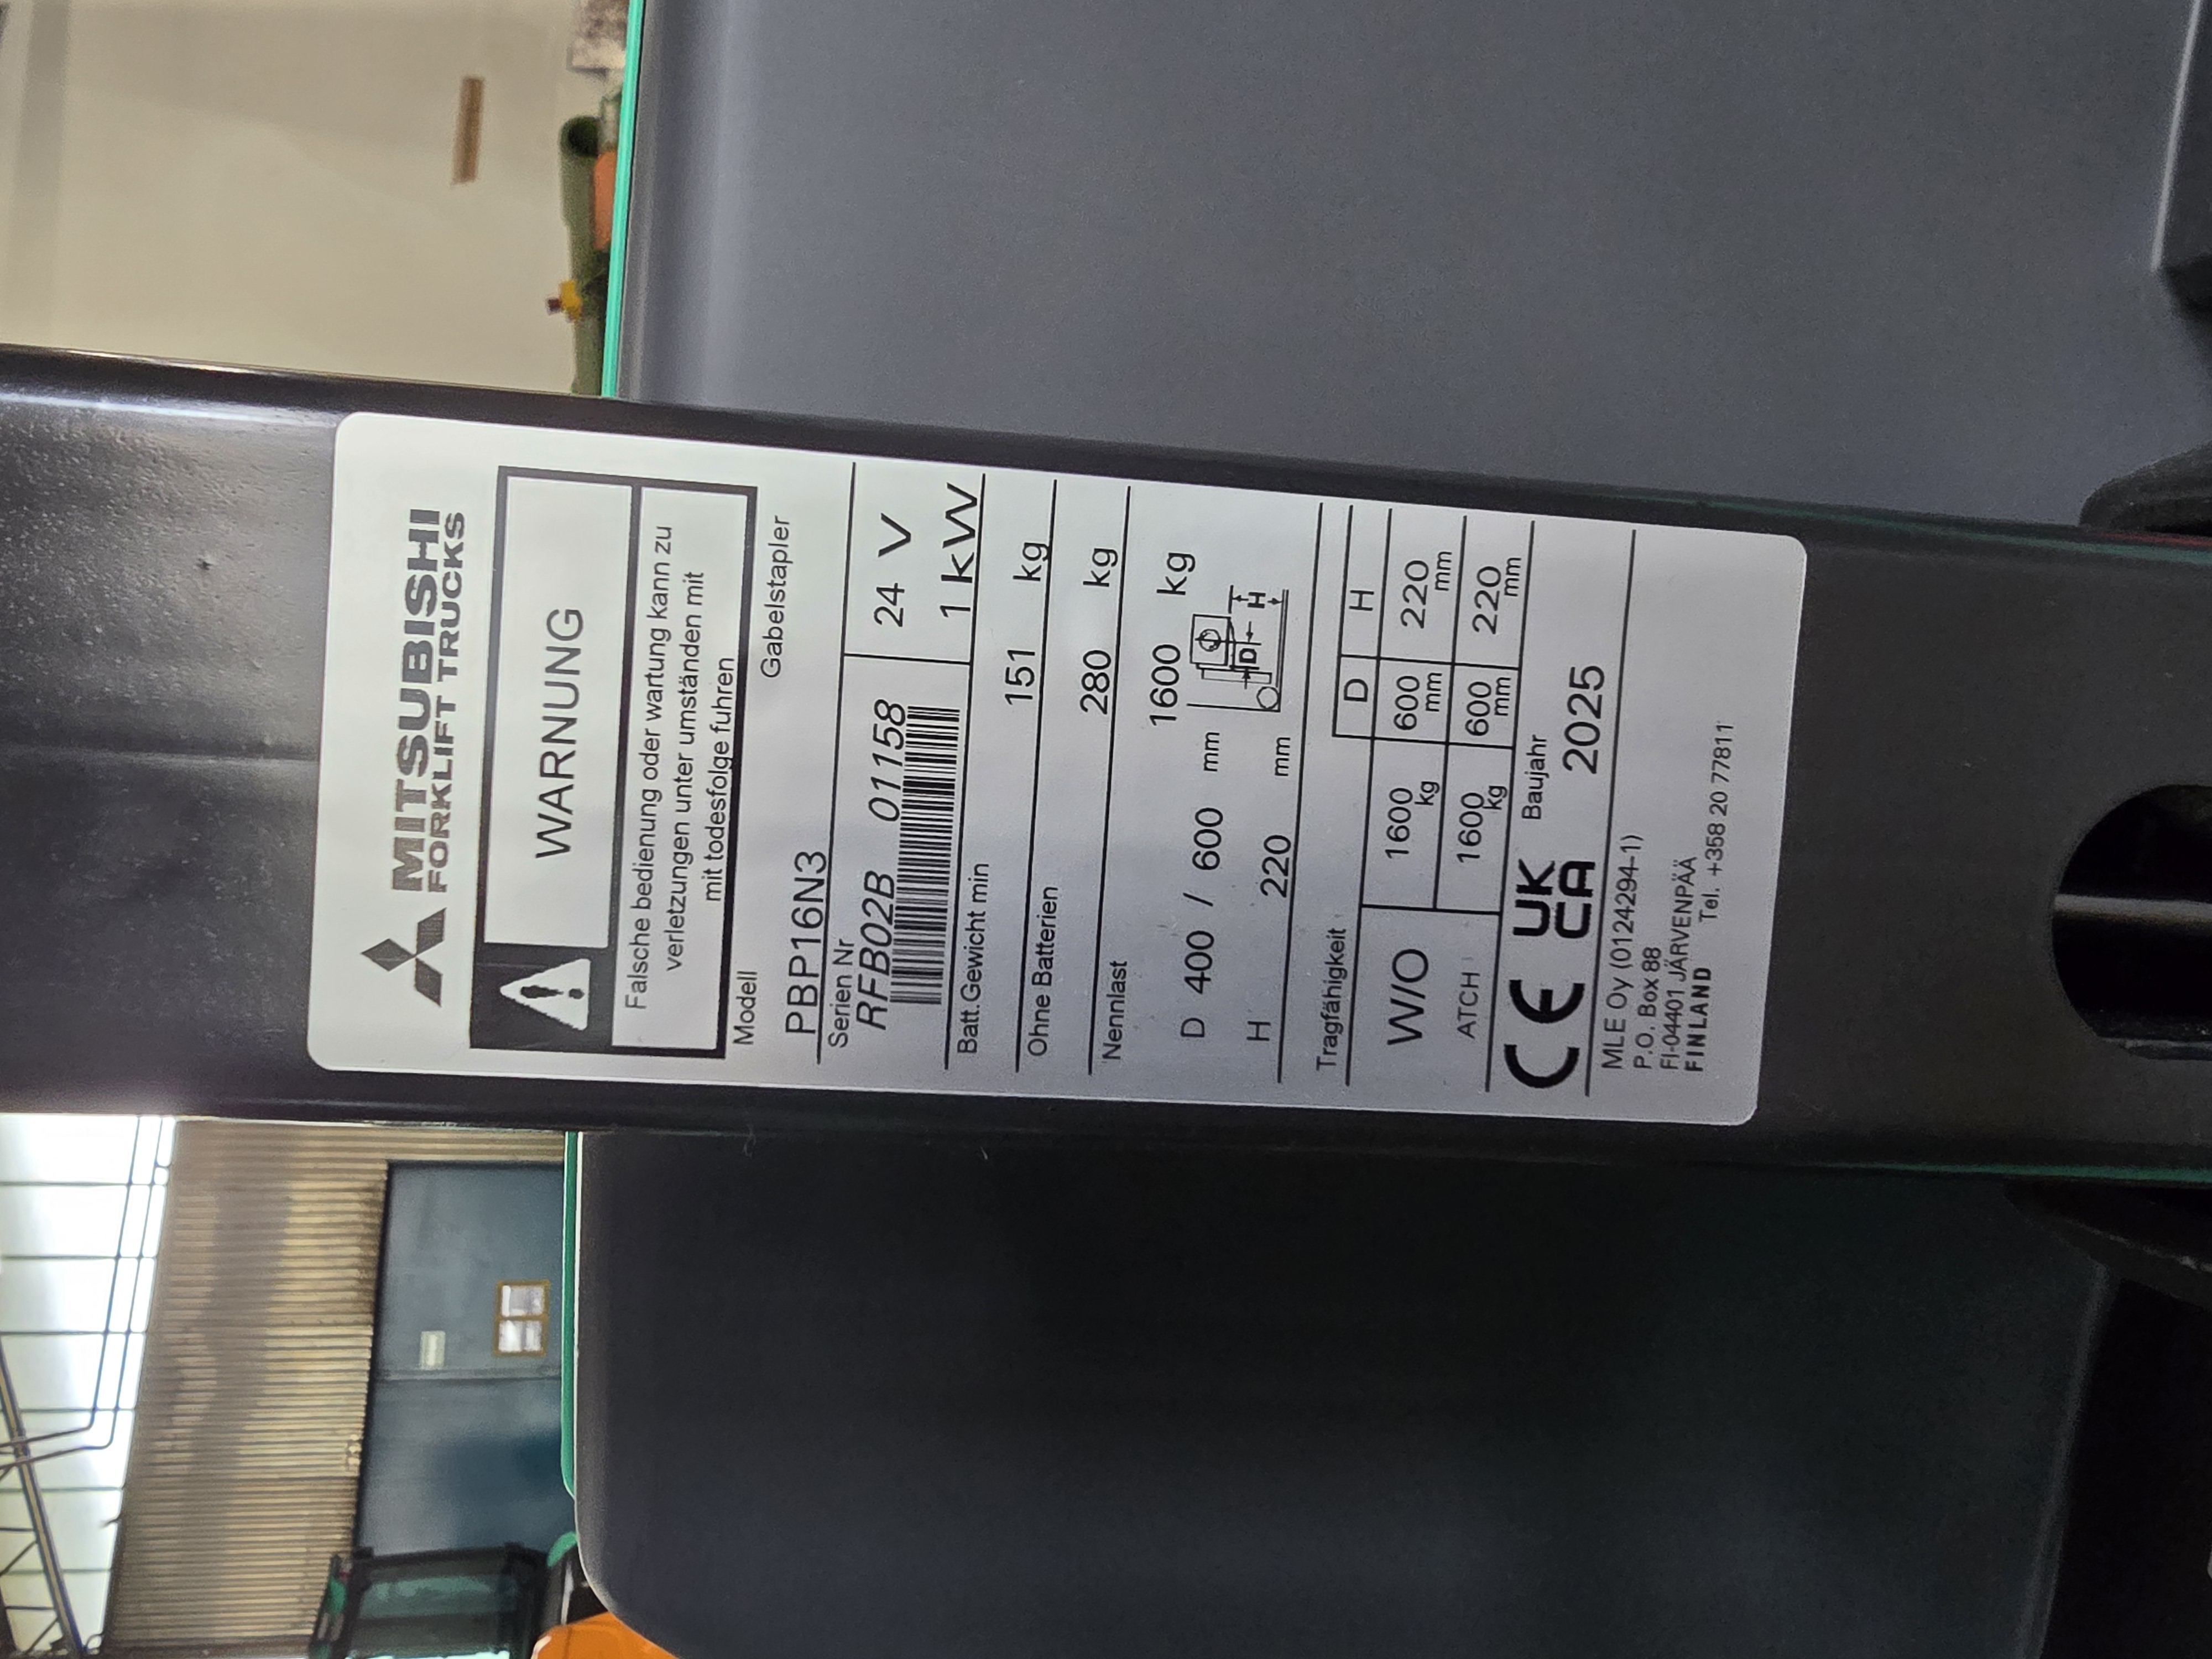 MITSUBISHI
FORKLIFT TRUCKS
WARNUNG
Falsche bedienung oder wartung kann zu
verletzungen unter umständen mit
mit todesfolge fuhren
Modell Gabelstapler
PBP16N3
Serien Nr
RFB02B 01158 24 V
1 kW
Batt.Gewicht min 151 kg
Ohne Batterien 280 kg
Nennlast 1600 kg
D 400 / 600 mm
D H
H 220 mm
Tragfähigkeit D H
W/O 1600 kg 600 mm 220 mm
ATCH 1600 kg 600 mm 220 mm
CE UK CA Baujahr 2025
MLE Oy (0124294-1)
P.O. Box 88
FI-04401 JÄRVENPÄÄ
FINLAND Tel. +358 20 77811